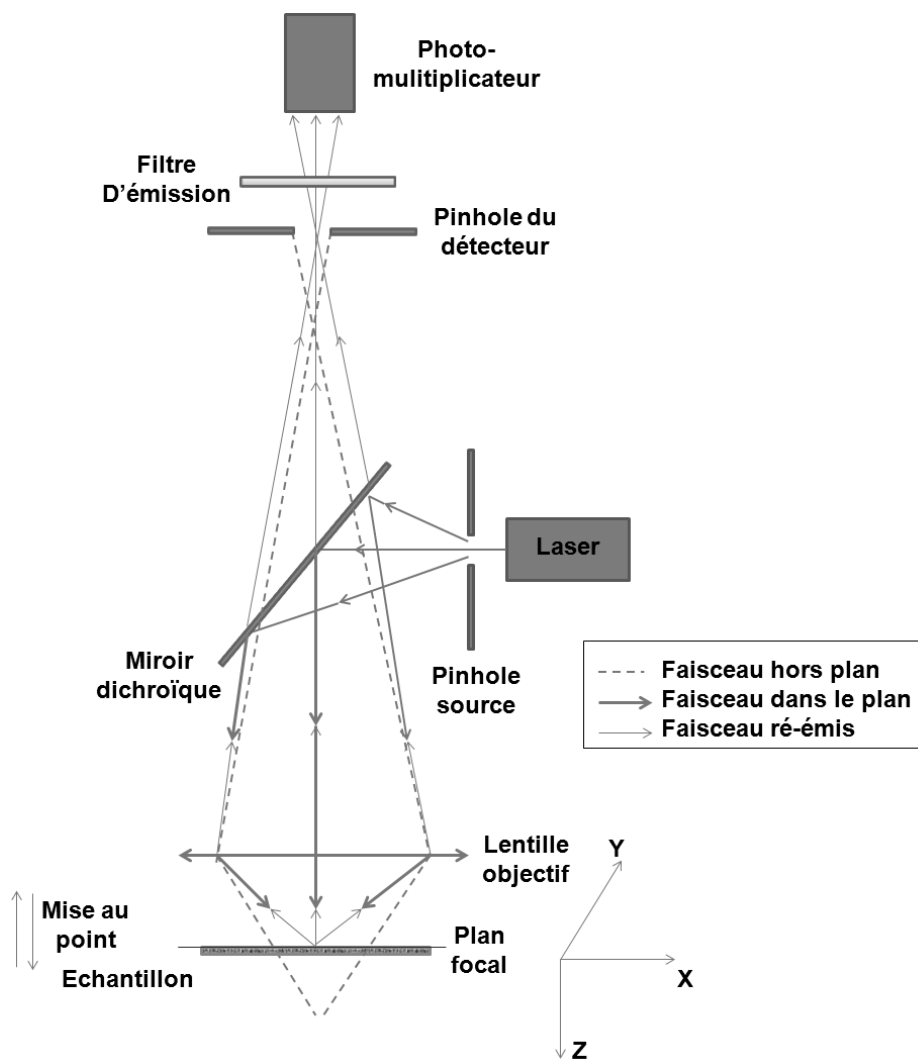 Photo-
mulitiplicateur
Filtre
D'émission
Pinhole du
détecteur
Laser
Miroir
dichroïque
Pinhole
source
Faisceau hors plan
Faisceau dans le plan
Faisceau ré-émis
Lentille
objectif
Y
Mise au
point
Plan
focal
Echantillon
X
Z